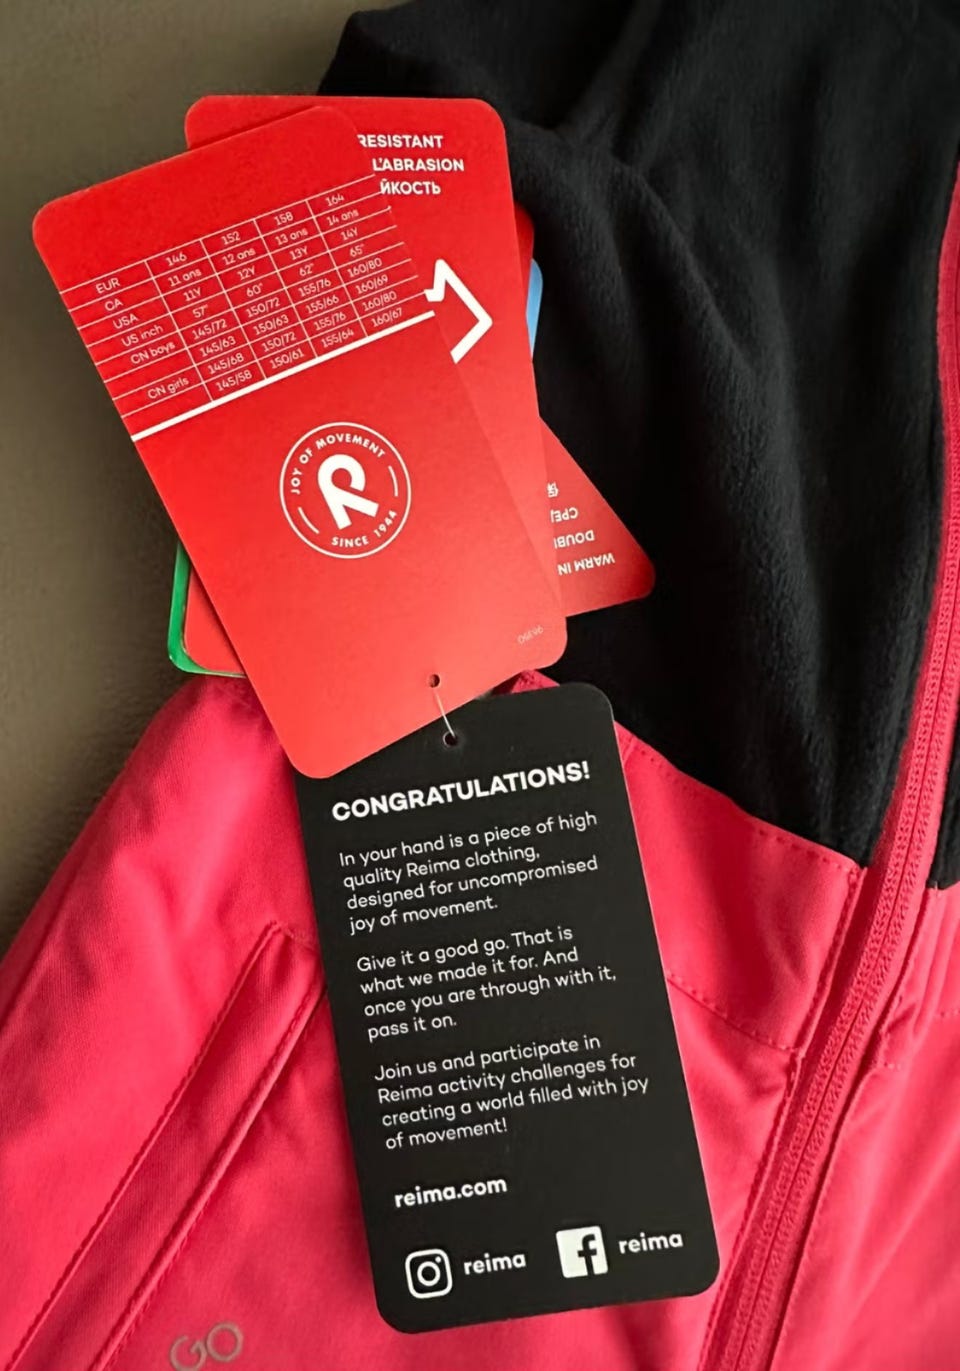 RESISTANT
L'ABRASION
ЙКОСТЬ
EUR 146 152 158 164
CA 11 ans 12 ans 13 ans 14 ans
USA 11Y 12Y 13Y 14Y
US inch 57" 60" 62" 65"
CN boys 145/72 150/72 155/76 160/80
145/63 150/63 155/66 160/69
CN girls 145/68 150/72 155/76 160/80
145/58 150/61 155/64 160/67
JOY OF MOVEMENT
R
SINCE 1944
WARM IN
DOUBL
СРЕД
保
CONGRATULATIONS!
In your hand is a piece of high
quality Reima clothing,
designed for uncompromised
joy of movement.
Give it a good go. That is
what we made it for. And
once you are through with it,
pass it on.
Join us and participate in
Reima activity challenges for
creating a world filled with joy
of movement!
reima.com
reima
reima
GO